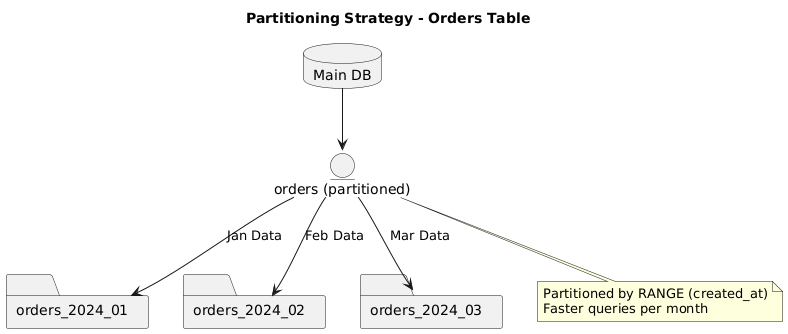 Partitioning Strategy - Orders Table
Main DB
orders (partitioned)
Jan Data
Feb Data
Mar Data
orders_2024_01
orders_2024_02
orders_2024_03
Partitioned by RANGE (created_at)
Faster queries per month